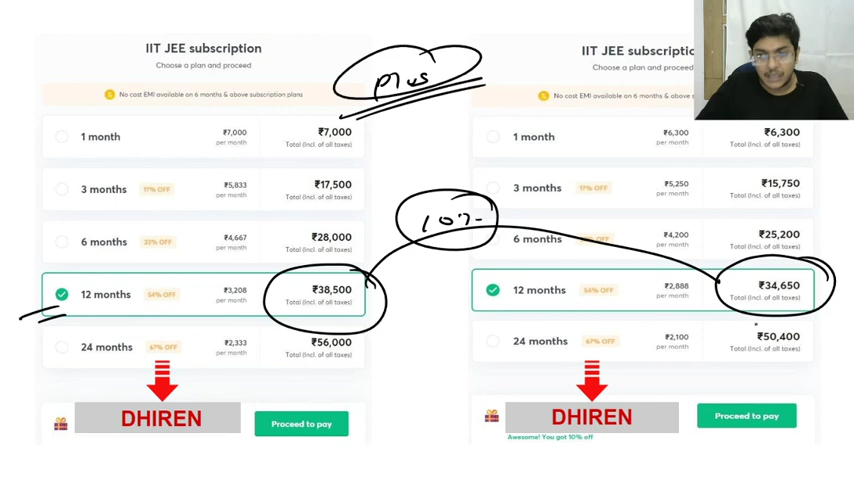 IIT JEE subscription
Choose a plan and proceed
No cost EMI available on 6 months & above subscription plans
1 month
₹7,000
per month
₹7,000
Total (Incl. of all taxes)
3 months
17% OFF
₹5,833
per month
₹17,500
Total (Incl. of all taxes)
6 months
33% OFF
₹4,667
per month
₹28,000
Total (Incl. of all taxes)
12 months
54% OFF
₹3,208
per month
₹38,500
Total (Incl. of all taxes)
24 months
67% OFF
₹2,333
per month
₹56,000
Total (Incl. of all taxes)
DHIREN
Proceed to pay
plus
10%
IIT JEE subscriptio
Choose a plan and proceed
No cost EMI available on 6 months & above su
1 month
₹6,300
per month
₹6,300
Total (Incl. of all taxes)
3 months
17% OFF
₹5,250
per month
₹15,750
Total (Incl. of all taxes)
6 months
OFF
₹4,200
per month
₹25,200
Total (Incl. of all taxes)
12 months
54% OFF
₹2,888
per month
₹34,650
Total (Incl. of all taxes)
24 months
67% OFF
₹2,100
per month
₹50,400
Total (Incl. of all taxes)
DHIREN
Proceed to pay
Awesome! You got 10% off